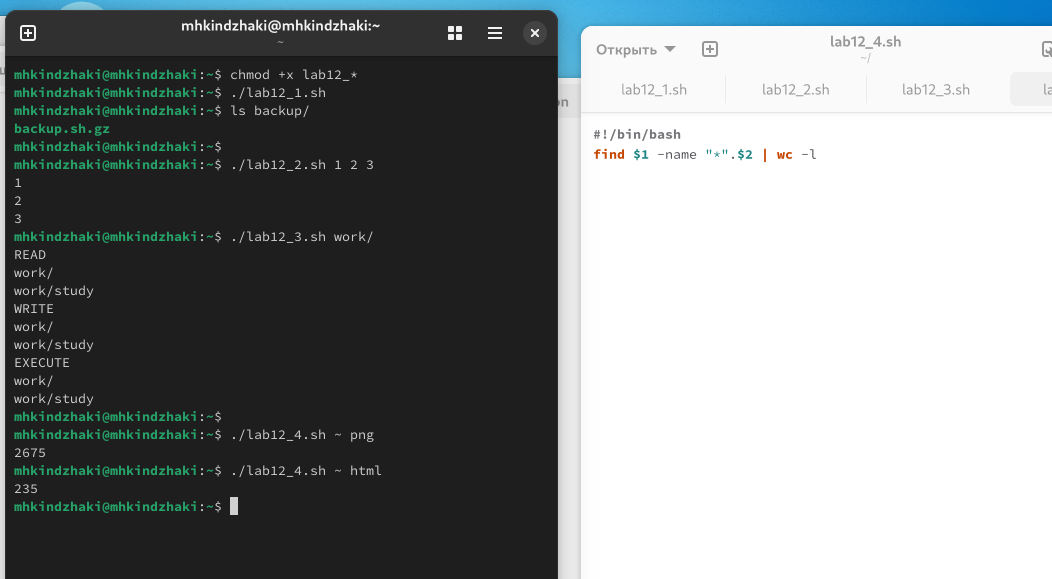 mhkindzhaki@mhkindzhaki:~
~
mhkindzhaki@mhkindzhaki:~$ chmod +x lab12_*
mhkindzhaki@mhkindzhaki:~$ ./lab12_1.sh
mhkindzhaki@mhkindzhaki:~$ ls backup/
backup.sh.gz
mhkindzhaki@mhkindzhaki:~$
mhkindzhaki@mhkindzhaki:~$ ./lab12_2.sh 1 2 3
1
2
3
mhkindzhaki@mhkindzhaki:~$ ./lab12_3.sh work/
READ
work/
work/study
WRITE
work/
work/study
EXECUTE
work/
work/study
mhkindzhaki@mhkindzhaki:~$
mhkindzhaki@mhkindzhaki:~$ ./lab12_4.sh ~ png
2675
mhkindzhaki@mhkindzhaki:~$ ./lab12_4.sh ~ html
235
mhkindzhaki@mhkindzhaki:~$
Открыть
lab12_4.sh
~/
lab12_1.sh
lab12_2.sh
lab12_3.sh
#!/bin/bash
find $1 -name "*".$2 | wc -l